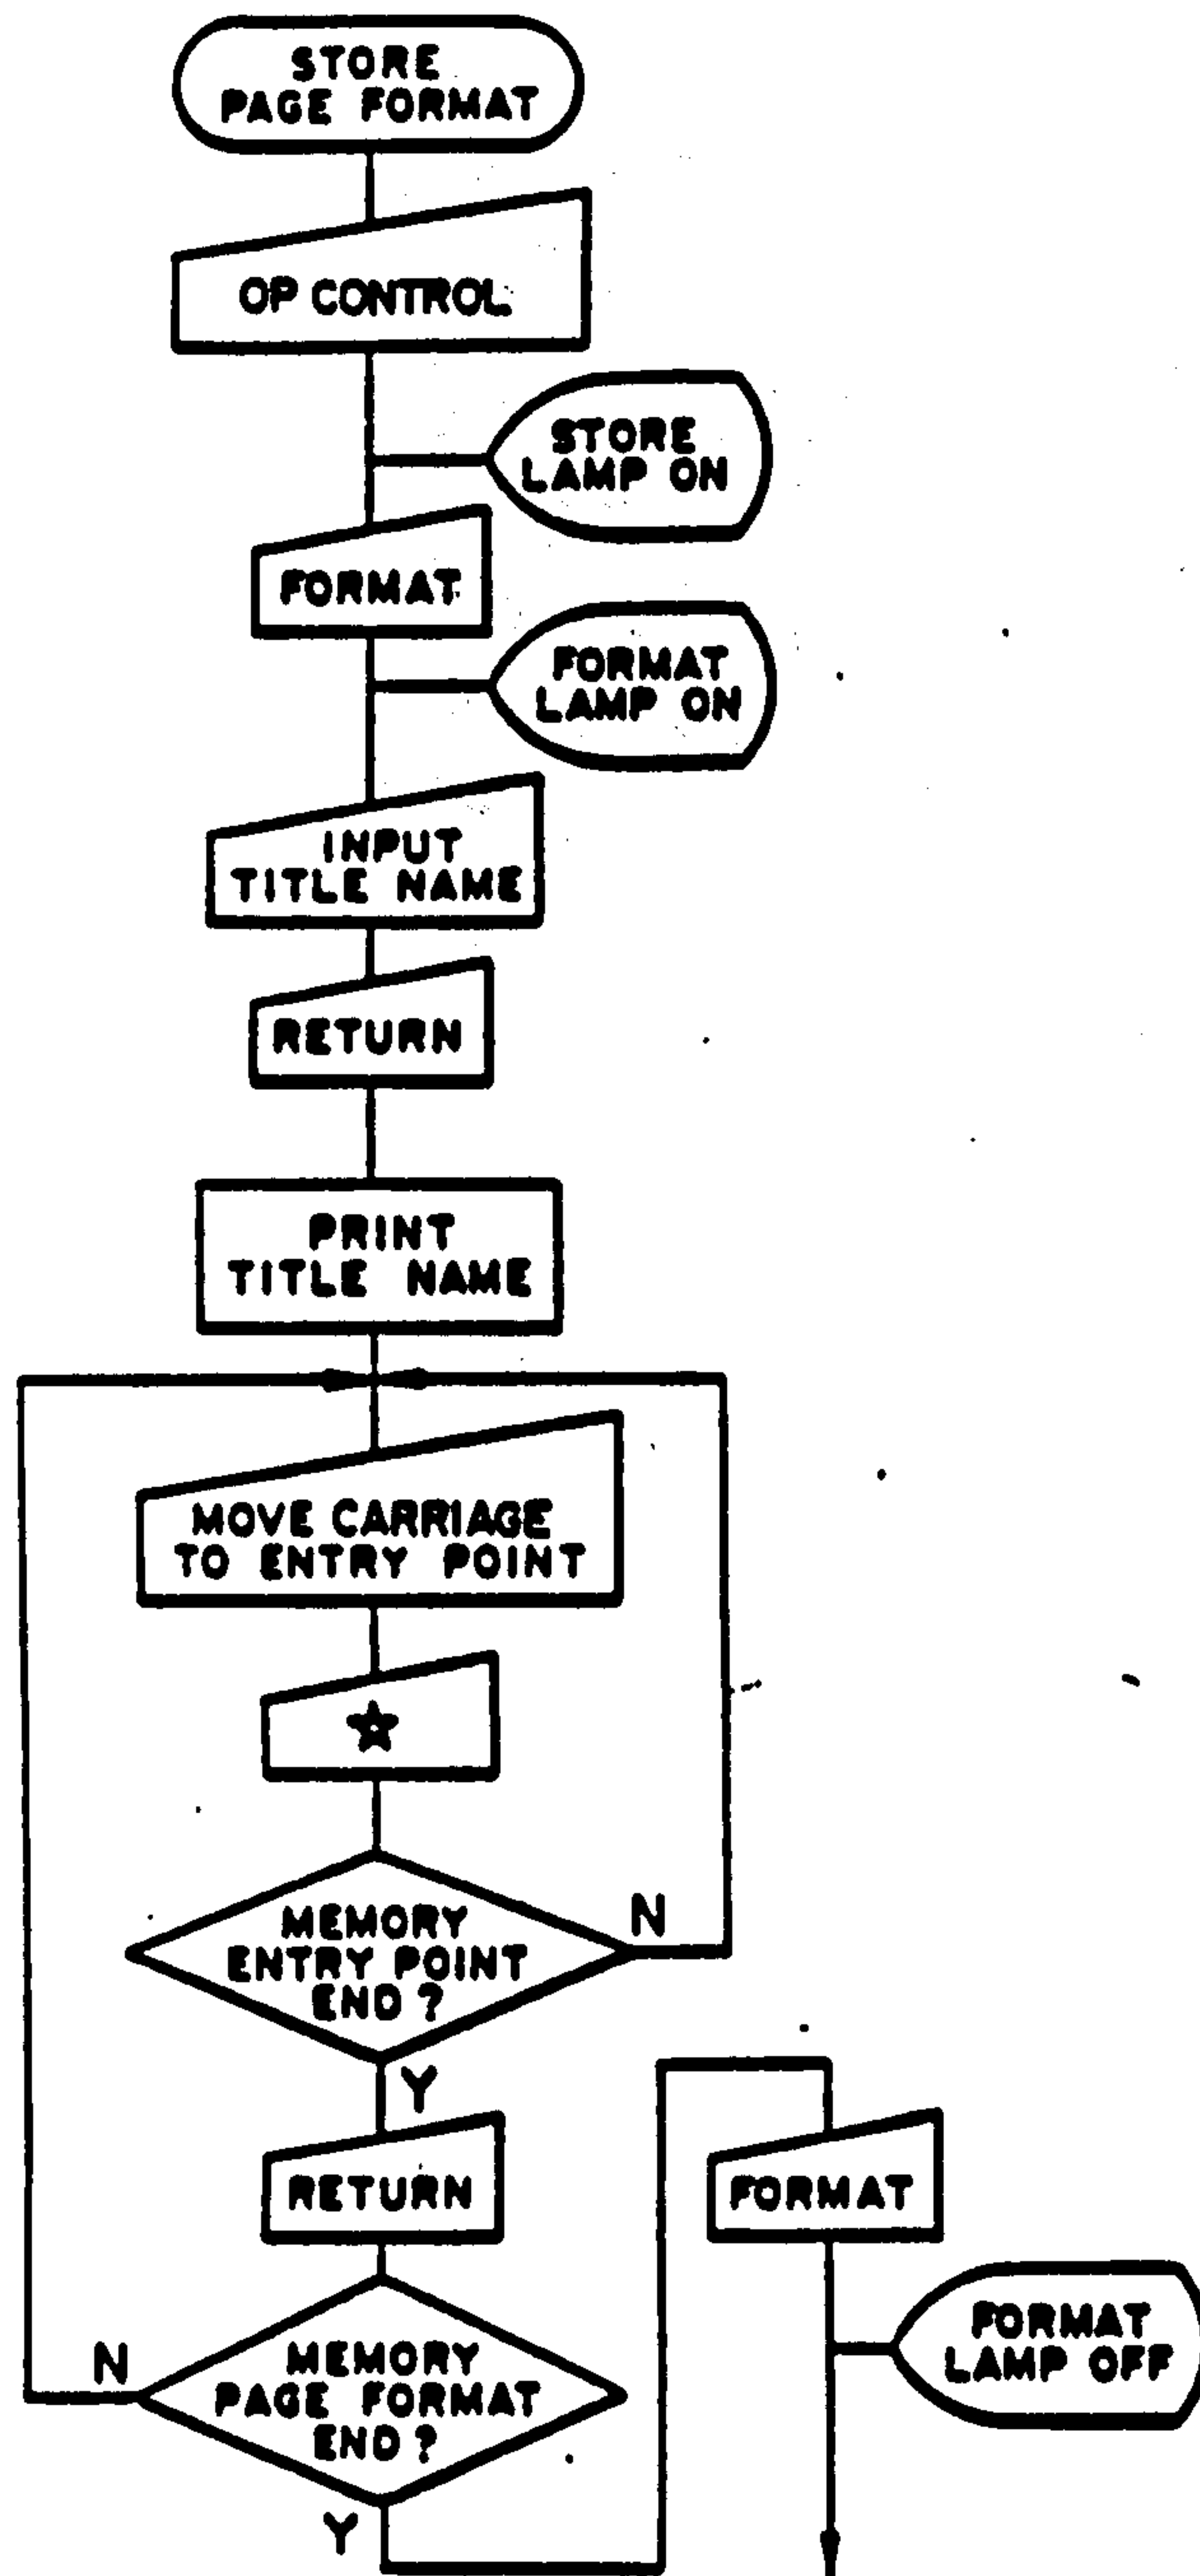 STORE
PAGE FORMAT
OP CONTROL
STORE
LAMP ON
FORMAT
FORMAT
LAMP ON
INPUT
TITLE NAME
RETURN
PRINT
TITLE NAME
MOVE CARRIAGE
TO ENTRY POINT
☆
MEMORY
ENTRY POINT
END ?
N
Y
RETURN
FORMAT
FORMAT
LAMP OFF
MEMORY
PAGE FORMAT
END ?
N
Y